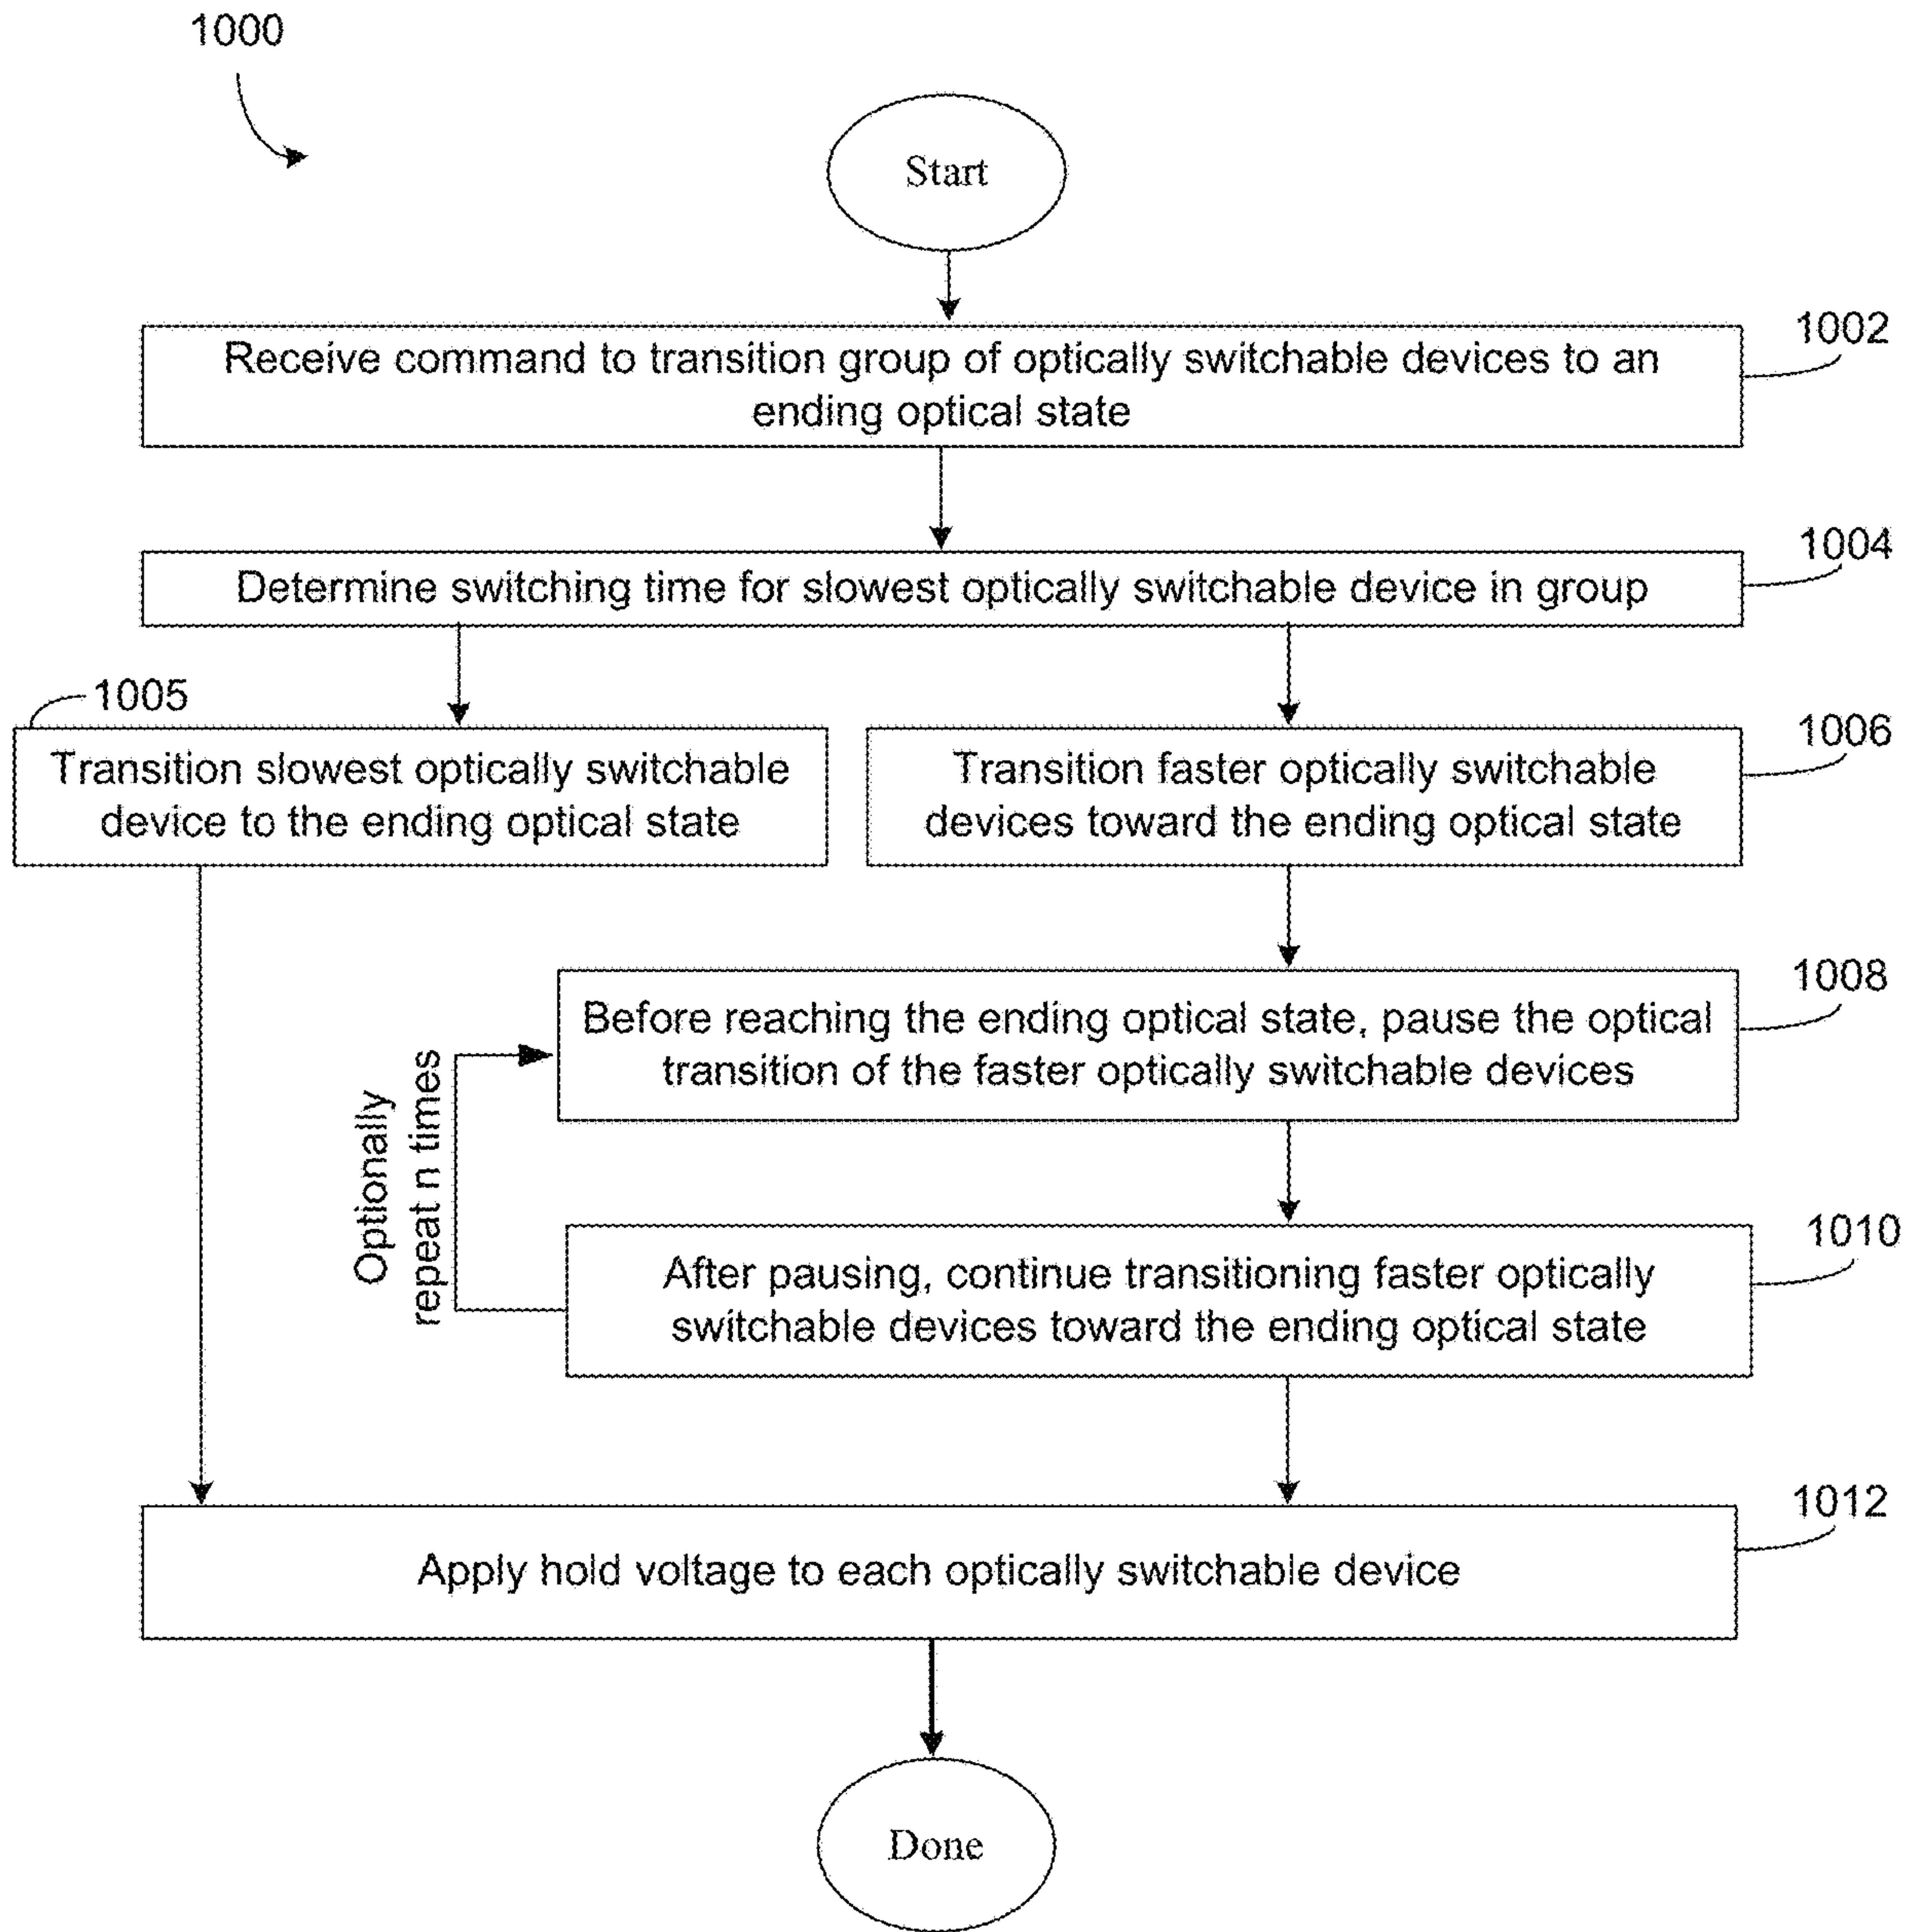 1000
Start
1002
Receive command to transition group of optically switchable devices to an
ending optical state
1004
Determine switching time for slowest optically switchable device in group
1005
Transition slowest optically switchable
device to the ending optical state
1006
Transition faster optically switchable
devices toward the ending optical state
1008
Before reaching the ending optical state, pause the optical
transition of the faster optically switchable devices
Optionally
repeat n times
1010
After pausing, continue transitioning faster optically
switchable devices toward the ending optical state
1012
Apply hold voltage to each optically switchable device
Done